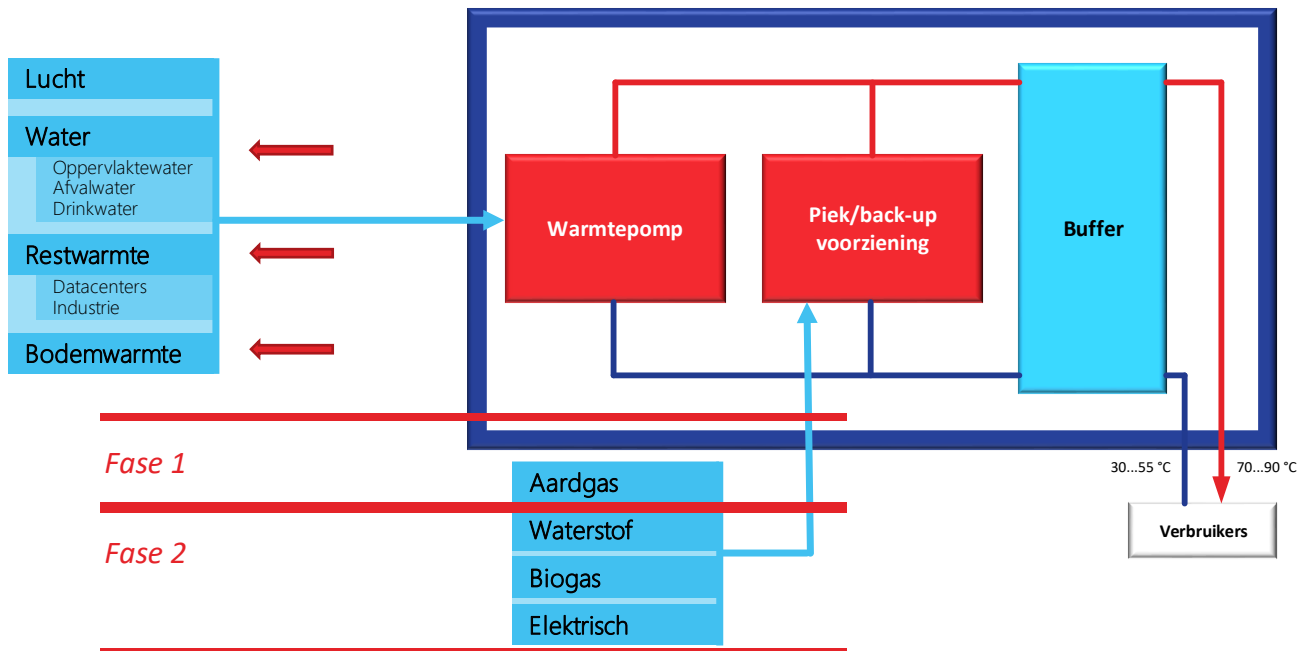 Lucht
Water
Oppervlaktewater
Afvalwater
Drinkwater
Restwarmte
Datacenters
Industrie
Bodemwarmte
Warmtepomp
Piek/back-up
voorziening
Buffer
Fase 1
Fase 2
Aardgas
Waterstof
Biogas
Elektrisch
30...55 °C
70...90 °C
Verbruikers